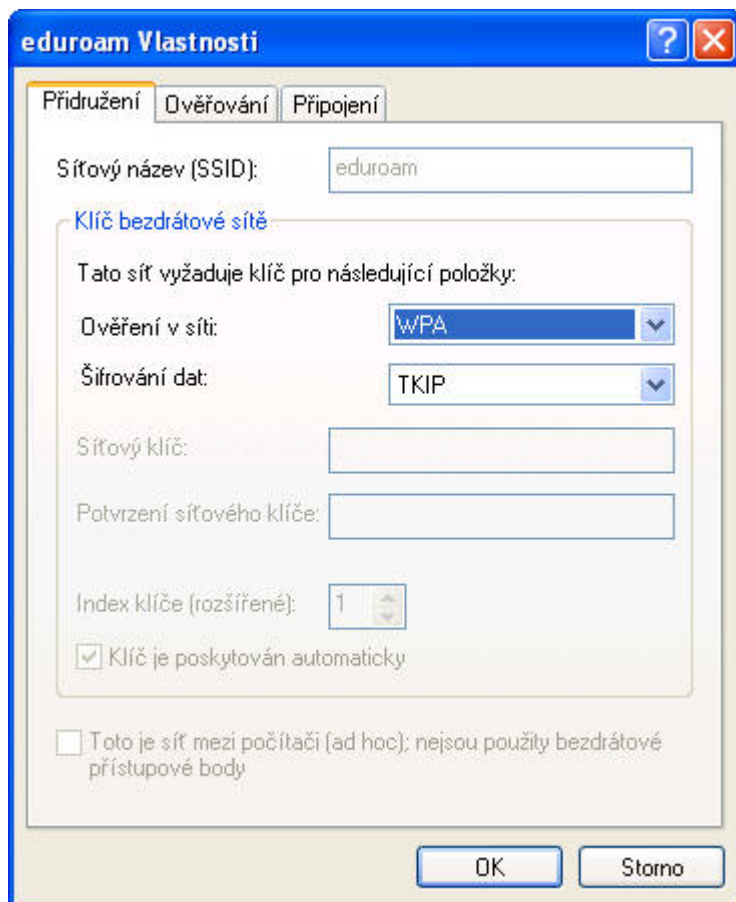 eduroam Vlastnosti
Přidružení Ověřování Připojení
Síťový název (SSID): eduroam
Klíč bezdrátové sítě
Tato síť vyžaduje klíč pro následující položky:
Ověření v síti: WPA
Šifrování dat: TKIP
Síťový klíč:
Potvrzení síťového klíče:
Index klíče (rozšířené): 1
Klíč je poskytován automaticky
Toto je síť mezi počítači (ad hoc); nejsou použity bezdrátové
přístupové body
OK Storno